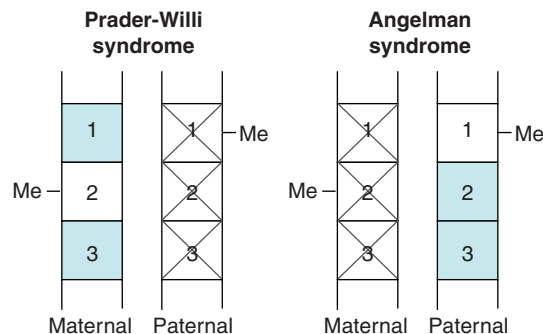 Prader-Willi
syndrome
1
2
3
Me
Maternal
1
2
3
Me
Paternal
Angelman
syndrome
1
2
3
Me
Maternal
1
2
3
Me
Paternal